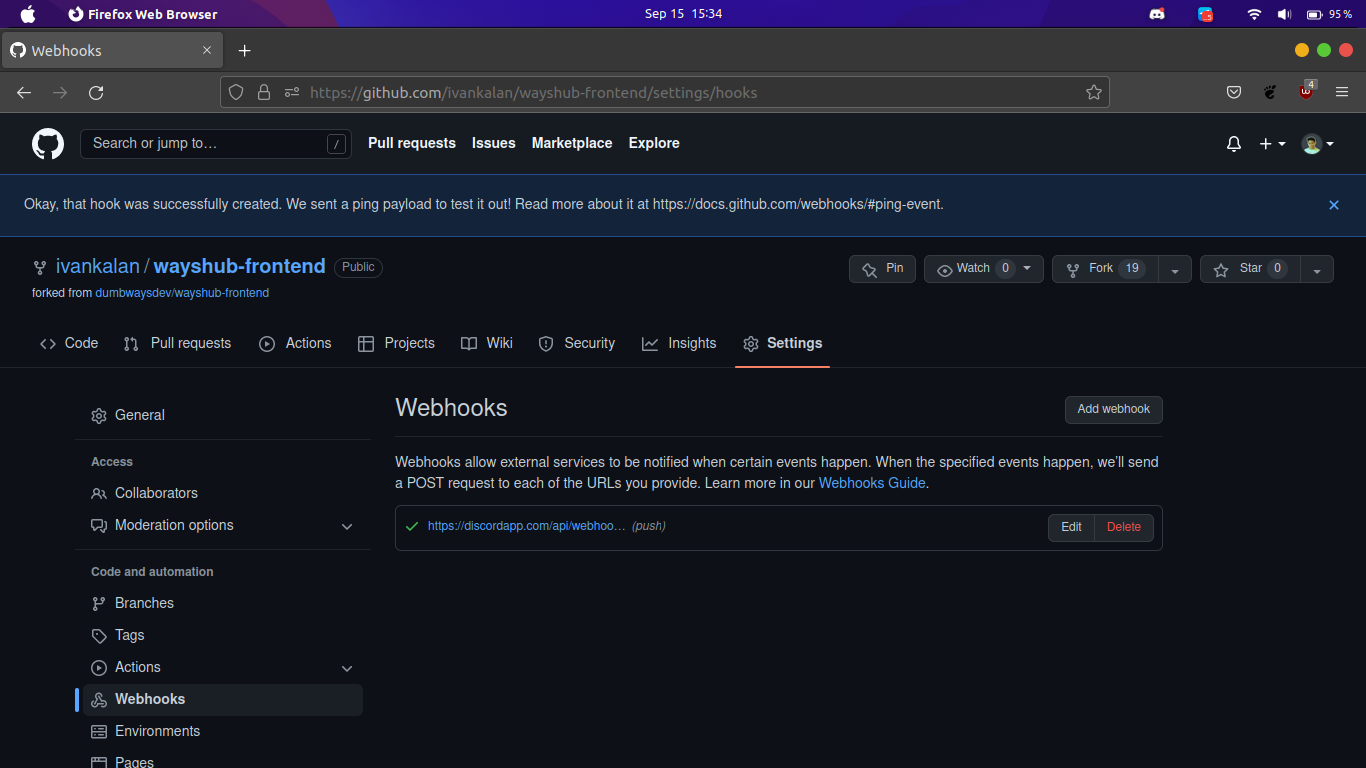 Firefox Web Browser
Sep 15 15:34
95 %
Webhooks
https://github.com/ivankalan/wayshub-frontend/settings/hooks
4
Search or jump to…
/
Pull requests Issues Marketplace Explore
Okay, that hook was successfully created. We sent a ping payload to test it out! Read more about it at https://docs.github.com/webhooks/#ping-event.
ivankalan / wayshub-frontend Public
Pin Watch 0 Fork 19 Star 0
forked from dumbwaysdev/wayshub-frontend
Code Pull requests Actions Projects Wiki Security Insights Settings
General
Access
Collaborators
Moderation options
Code and automation
Branches
Tags
Actions
Webhooks
Environments
Pages
Webhooks
Add webhook
Webhooks allow external services to be notified when certain events happen. When the specified events happen, we'll send
a POST request to each of the URLs you provide. Learn more in our Webhooks Guide.
https://discordapp.com/api/webhoo… (push)
Edit Delete